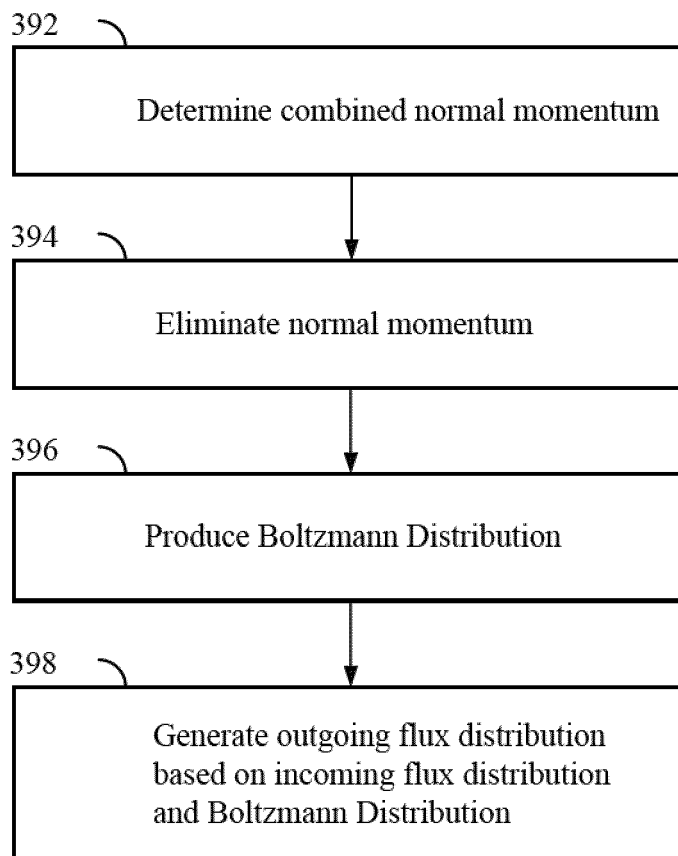 392
Determine combined normal momentum
394
Eliminate normal momentum
396
Produce Boltzmann Distribution
398
Generate outgoing flux distribution
based on incoming flux distribution
and Boltzmann Distribution